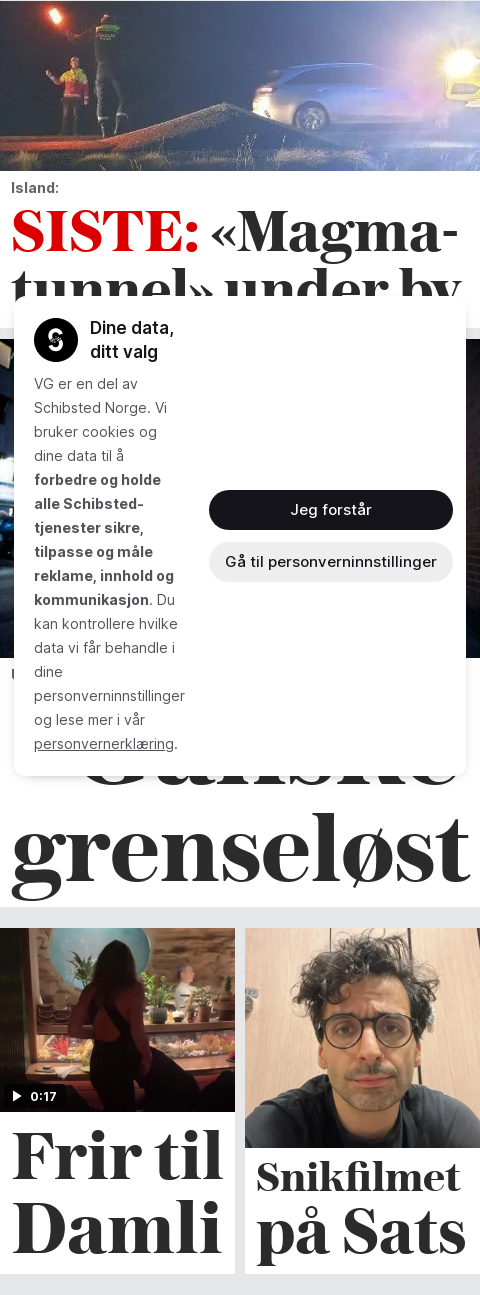 Island:
SISTE: «Magma-
tunnel» under by
Dine data,
ditt valg
VG er en del av
Schibsted Norge. Vi
bruker cookies og
dine data til å
forbedre og holde
alle Schibsted-
tjenester sikre,
tilpasse og måle
reklame, innhold og
kommunikasjon. Du
kan kontrollere hvilke
data vi får behandle i
dine
personverninnstillinger
og lese mer i vår
personvernerklæring.
Jeg forstår
Gå til personverninnstillinger
grenseløst
0:17
Frir til
Damli
Snikfilmet
på Sats